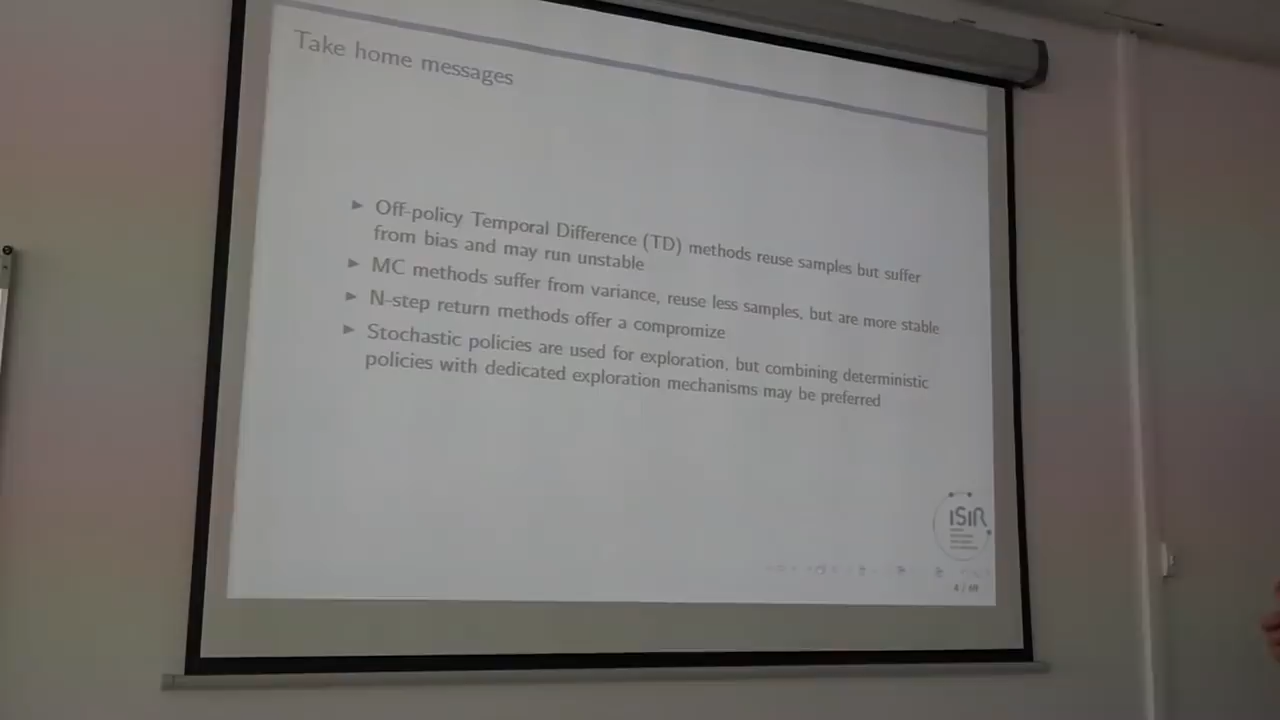 Take home messages
► Off-policy Temporal Difference (TD) methods reuse samples but suffer
from bias and may run unstable
► MC methods suffer from variance, reuse less samples, but are more stable
► N-step return methods offer a compromize
► Stochastic policies are used for exploration, but combining deterministic
policies with dedicated exploration mechanisms may be preferred
ISIR
4 / 69